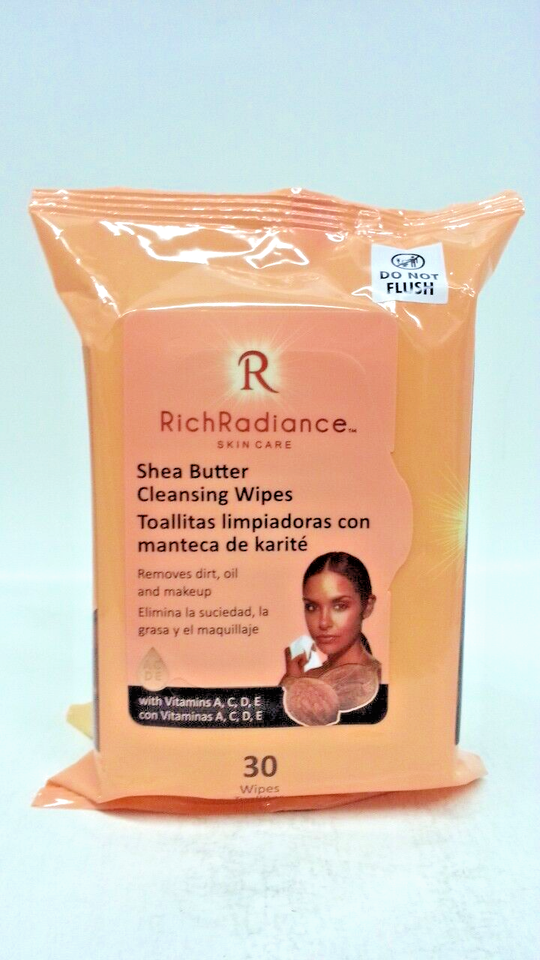 DO NOT
FLUSH
R
RichRadiance™
SKIN CARE
Shea Butter
Cleansing Wipes
Toallitas limpiadoras con
manteca de karité
Removes dirt, oil
and makeup
Elimina la suciedad, la
grasa y el maquillaje
A C
D E
with Vitamins A, C, D, E
con Vitaminas A, C, D, E
30
Wipes